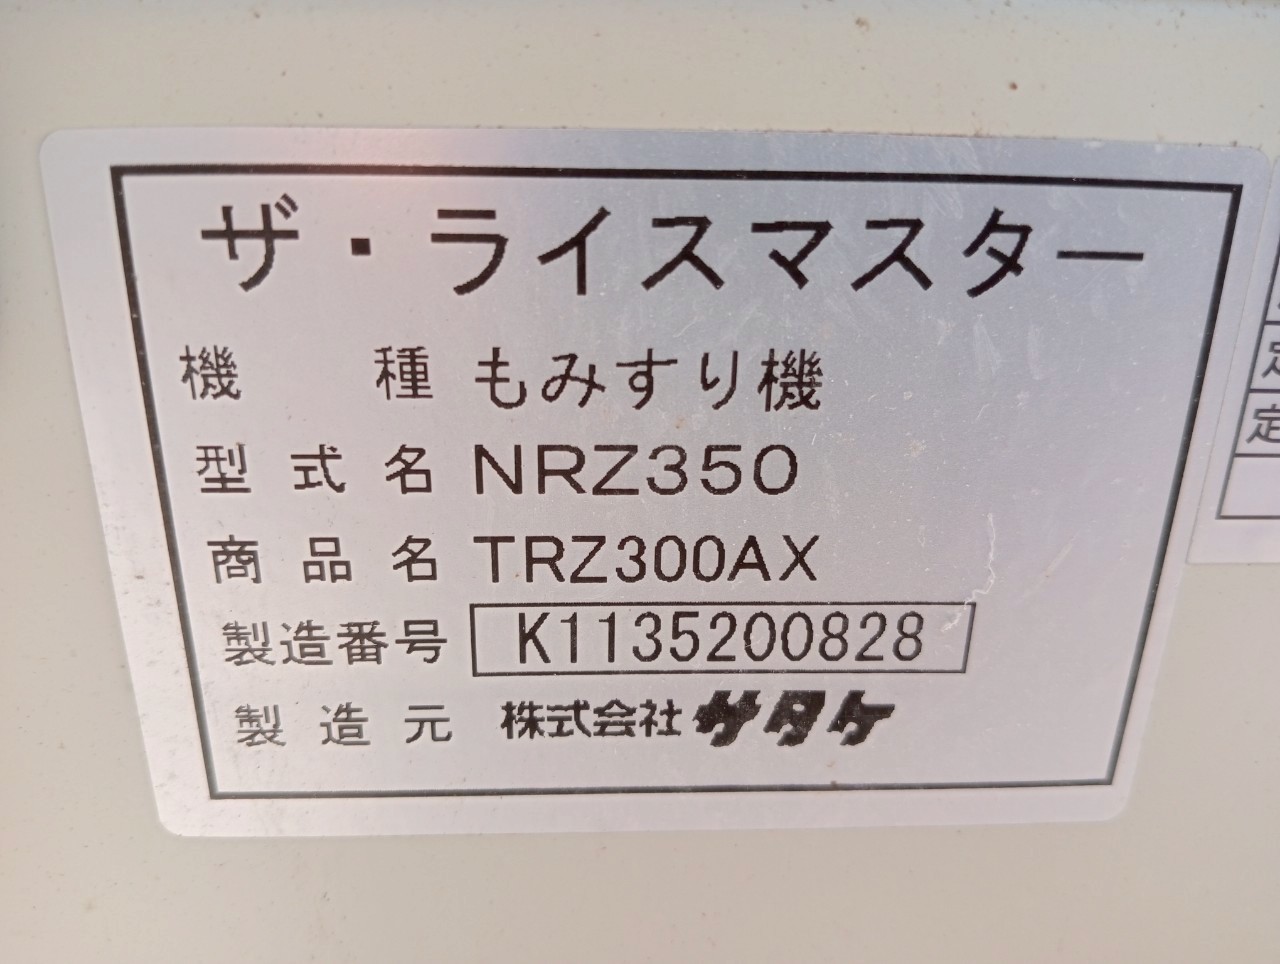 ザ・ライスマスター
機種 もみすり機
型式名 NRZ350
商品名 TRZ300AX
製造番号 K1135200828
製造元 株式会社サタケ
定